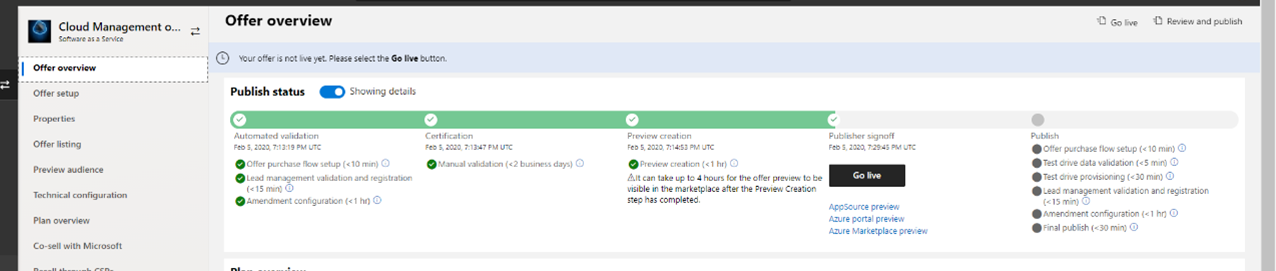 Cloud Management o...
Software as a Service
Offer overview
Go live
Review and publish
Your offer is not live yet. Please select the Go live button.
Offer overview
Offer setup
Properties
Offer listing
Preview audience
Technical configuration
Plan overview
Co-sell with Microsoft
Resell through CSPs
Publish status
Showing details
Automated validation
Feb 5, 2020, 7:13:19 PM UTC
Offer purchase flow setup (<10 min)
Lead management validation and registration
(<15 min)
Amendment configuration (<1 hr)
Certification
Feb 5, 2020, 7:13:47 PM UTC
Manual validation (<2 business days)
Preview creation
Feb 5, 2020, 7:14:53 PM UTC
Preview creation (<1 hr)
It can take up to 4 hours for the offer preview to be
visible in the marketplace after the Preview Creation
step has completed.
Publisher signoff
Feb 5, 2020, 7:29:45 PM UTC
Go live
AppSource preview
Azure portal preview
Azure Marketplace preview
Publish
Offer purchase flow setup (<10 min)
Test drive data validation (<5 min)
Test drive provisioning (<30 min)
Lead management validation and registration
(<15 min)
Amendment configuration (<1 hr)
Final publish (<30 min)
Plan overview